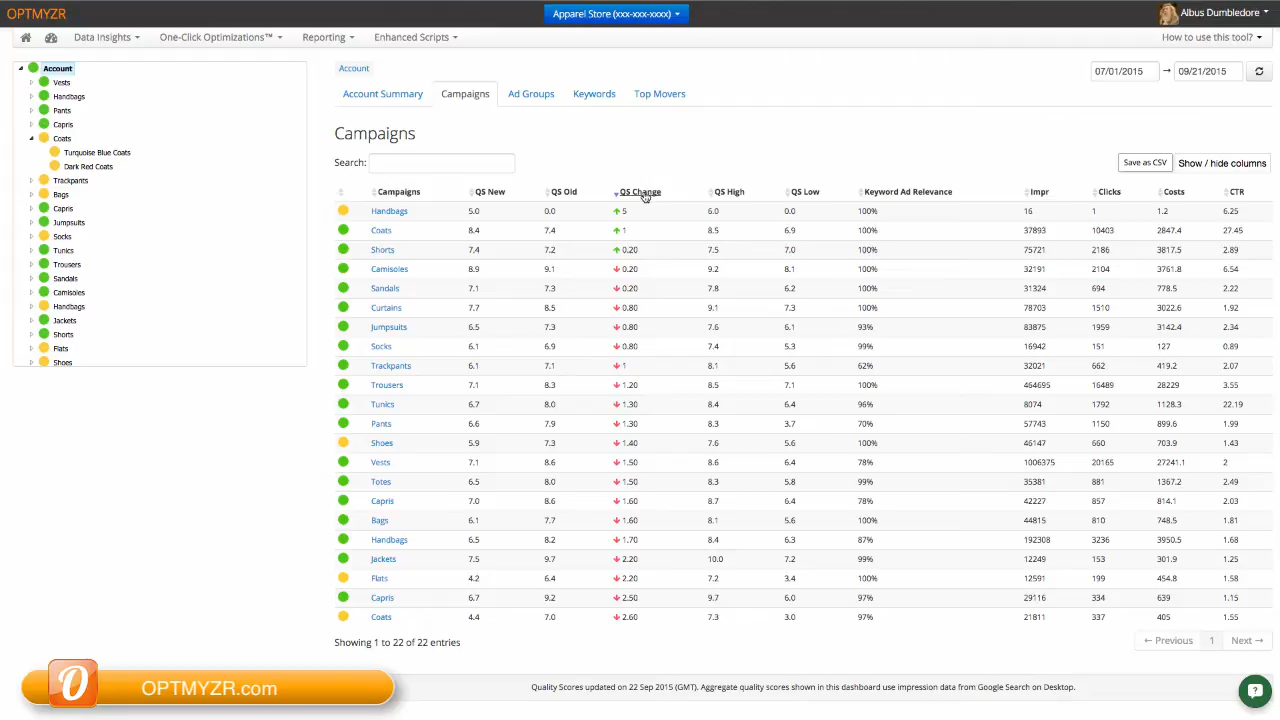 OPTMYZR Apparel Store (xxx-xxx-xxxx) Albus Dumbledore
Data Insights One-Click Optimizations™ Reporting Enhanced Scripts How to use this tool?
Account
Vests
Handbags
Pants
Capris
Coats
Turquoise Blue Coats
Dark Red Coats
Trackpants
Bags
Capris
Jumpsuits
Socks
Tunics
Trousers
Sandals
Camisoles
Handbags
Jackets
Shorts
Flats
Shoes
Account 07/01/2015 → 09/21/2015
Account Summary Campaigns Ad Groups Keywords Top Movers
Campaigns
Search: Save as CSV Show / hide columns
Campaigns QS New QS Old QS Change QS High QS Low Keyword Ad Relevance Impr Clicks Costs CTR
Handbags 5.0 0.0 5 6.0 0.0 100% 16 1 1.2 6.25
Coats 8.4 7.4 1 8.5 6.9 100% 37893 10403 2847.4 27.45
Shorts 7.4 7.2 0.20 7.5 7.0 100% 75721 2186 3817.5 2.89
Camisoles 8.9 9.1 0.20 9.2 8.1 100% 32191 2104 3761.8 6.54
Sandals 7.1 7.3 0.20 7.8 6.2 100% 31324 694 778.5 2.22
Curtains 7.7 8.5 0.80 9.1 7.3 100% 78703 1510 3022.6 1.92
Jumpsuits 6.5 7.3 0.80 7.6 6.1 93% 83875 1959 3142.4 2.34
Socks 6.1 6.9 0.80 7.4 5.3 99% 16942 151 127 0.89
Trackpants 6.1 7.1 1 8.1 5.6 62% 32021 662 419.2 2.07
Trousers 7.1 8.3 1.20 8.5 7.1 100% 464695 16489 28229 3.55
Tunics 6.7 8.0 1.30 8.4 6.4 96% 8074 1792 1128.3 22.19
Pants 6.6 7.9 1.30 8.3 3.7 70% 57743 1150 899.6 1.99
Shoes 5.9 7.3 1.40 7.6 5.6 100% 46147 660 703.9 1.43
Vests 7.1 8.6 1.50 8.6 6.4 78% 1006375 20165 27241.1 2
Totes 6.5 8.0 1.50 8.3 5.8 99% 35381 881 1367.2 2.49
Capris 7.0 8.6 1.60 8.7 6.4 78% 42227 857 814.1 2.03
Bags 6.1 7.7 1.60 8.1 5.6 100% 44815 810 748.5 1.81
Handbags 6.5 8.2 1.70 8.4 6.3 87% 192308 3236 3950.5 1.68
Jackets 7.5 9.7 2.20 10.0 7.2 99% 12249 153 301.9 1.25
Flats 4.2 6.4 2.20 7.2 3.4 100% 12591 199 454.8 1.58
Capris 6.7 9.2 2.50 9.7 6.0 97% 29116 334 639 1.15
Coats 4.4 7.0 2.60 7.3 3.0 97% 21811 337 405 1.55
Showing 1 to 22 of 22 entries ← Previous 1 Next →
OPTMYZR.com
Quality Scores updated on 22 Sep 2015 (GMT). Aggregate quality scores shown in this dashboard use impression data from Google Search on Desktop.